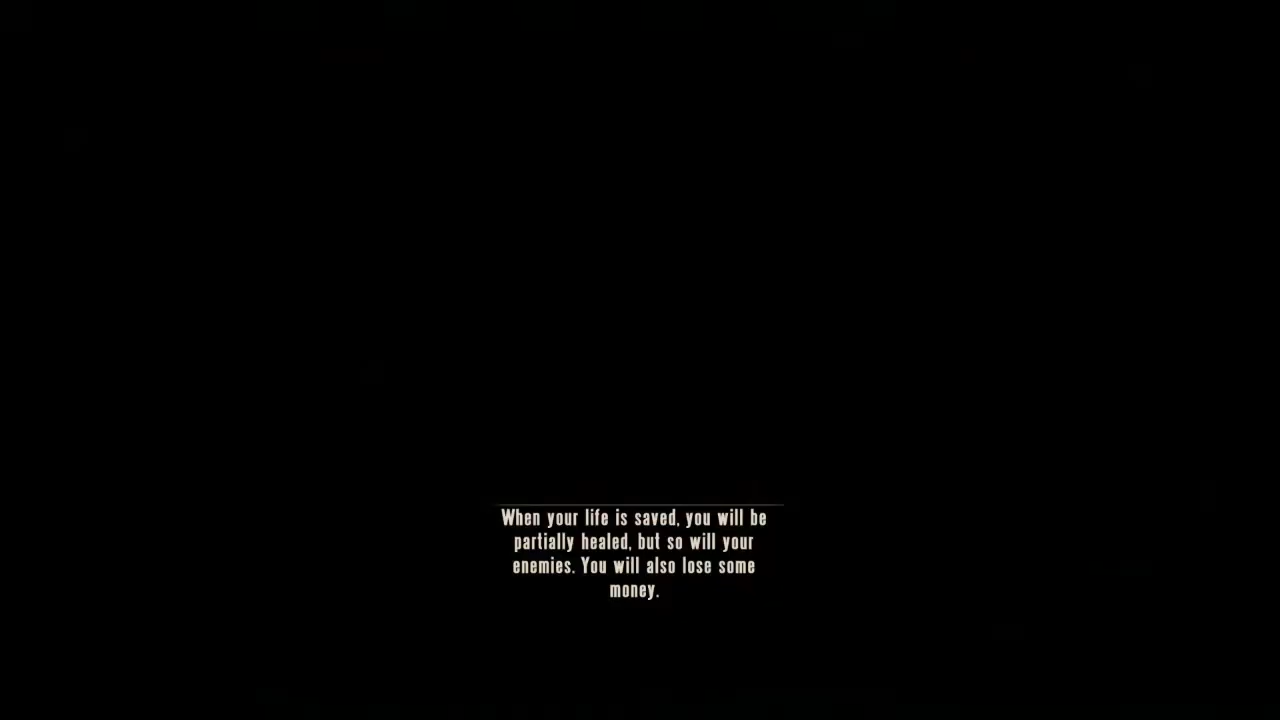 When your life is saved, you will be
partially healed, but so will your
enemies. You will also lose some
money.